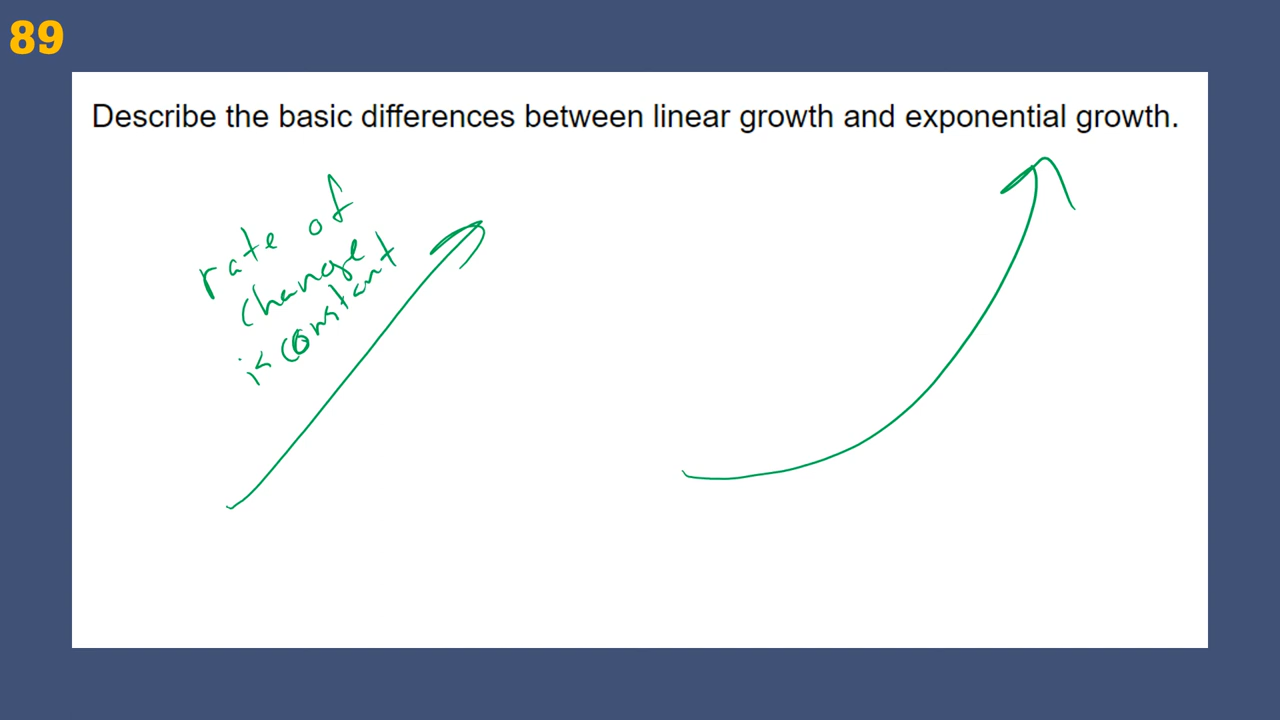 89
Describe the basic differences between linear growth and exponential growth.
rate of
change
is constant